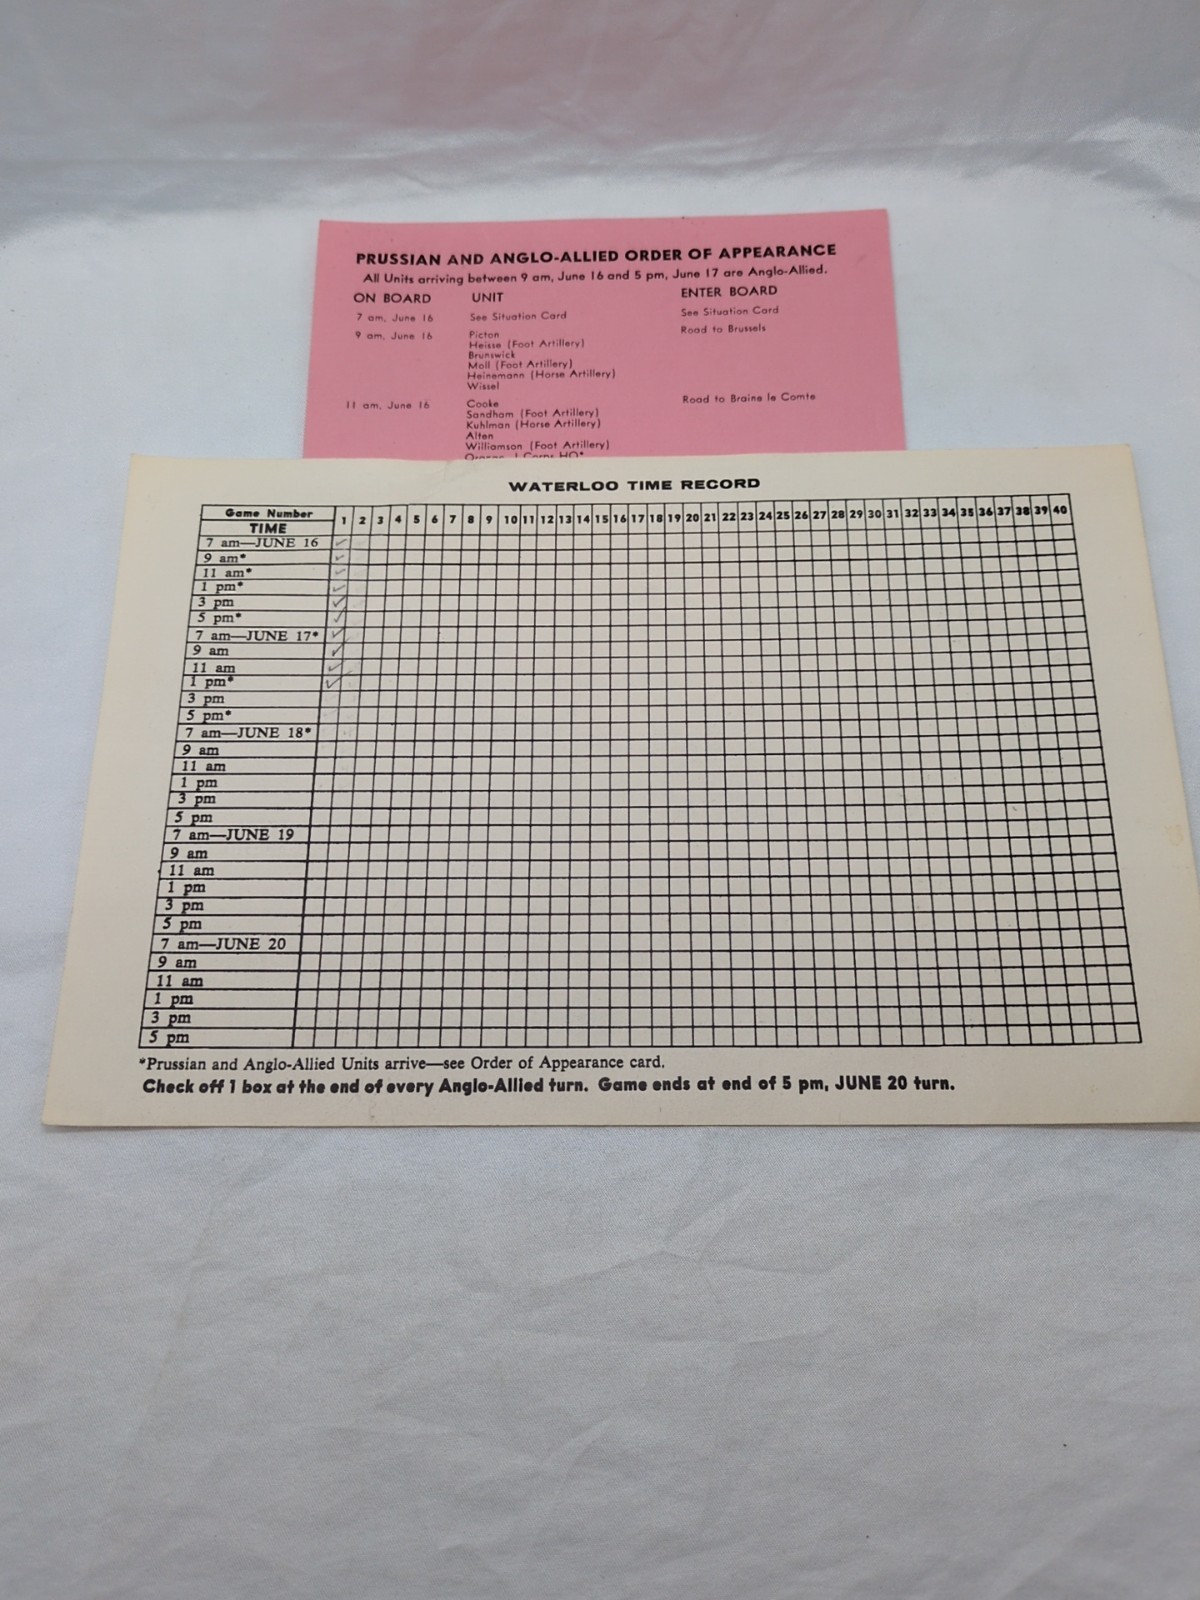 PRUSSIAN AND ANGLO-ALLIED ORDER OF APPEARANCE
All Units arriving between 9 am, June 16 and 5 pm, June 17 are Anglo-Allied.
ON BOARD UNIT ENTER BOARD
7 am, June 16 See Situation Card See Situation Card
9 am, June 16 Picton Road to Brussels
Heisse (Foot Artillery)
Brunswick
Moll (Foot Artillery)
Heinemann (Horse Artillery)
Wissel
11 am, June 16 Cooke Road to Braine le Comte
Sandham (Foot Artillery)
Kuhlman (Horse Artillery)
Alten
Williamson (Foot Artillery)
Orange I Corps HQ*
WATERLOO TIME RECORD
Game Number 1 2 3 4 5 6 7 8 9 10 11 12 13 14 15 16 17 18 19 20 21 22 23 24 25 26 27 28 29 30 31 32 33 34 35 36 37 38 39 40
TIME
7 am—JUNE 16
9 am*
11 am*
1 pm*
3 pm
5 pm*
7 am—JUNE 17*
9 am
11 am
1 pm*
3 pm
5 pm*
7 am—JUNE 18*
9 am
11 am
1 pm
3 pm
5 pm
7 am—JUNE 19
9 am
11 am
1 pm
3 pm
5 pm
7 am—JUNE 20
9 am
11 am
1 pm
3 pm
5 pm
*Prussian and Anglo-Allied Units arrive—see Order of Appearance card.
Check off 1 box at the end of every Anglo-Allied turn. Game ends at end of 5 pm, JUNE 20 turn.